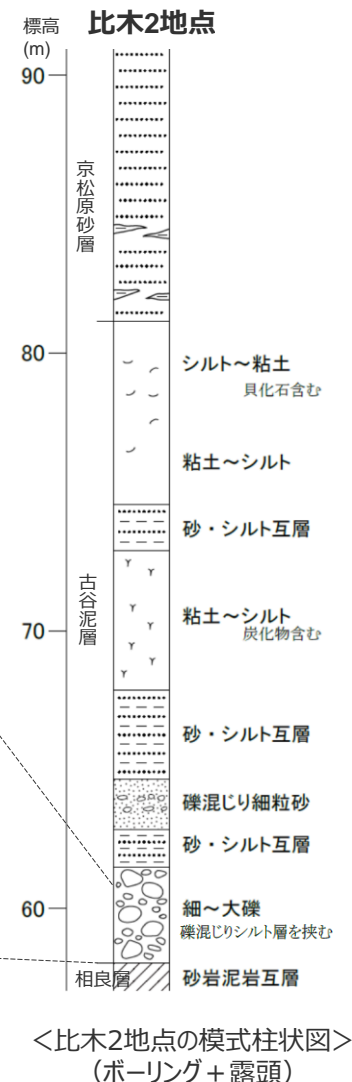 標高
(m)
比木2地点
90
京松原砂層
80
シルト～粘土
貝化石含む
粘土～シルト
砂・シルト互層
古谷泥層
粘土～シルト
炭化物含む
70
砂・シルト互層
礫混じり細粒砂
砂・シルト互層
60
細～大礫
礫混じりシルト層を挟む
相良層
砂岩泥岩互層
＜比木2地点の模式柱状図＞
（ボーリング＋露頭）